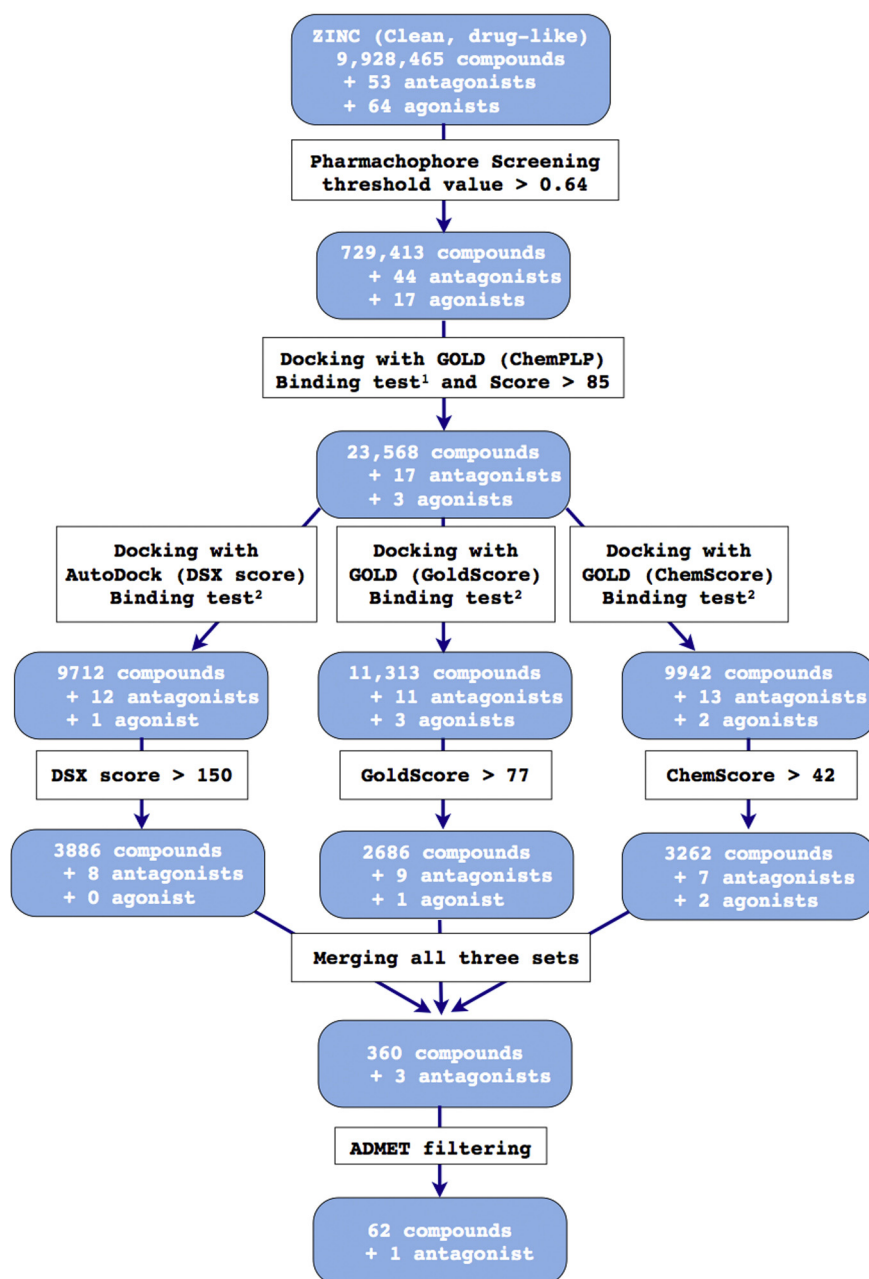 ZINC (Clean, drug-like)
9,928,465 compounds
+ 53 antagonists
+ 64 agonists
Pharmachophore Screening
threshold value > 0.64
729,413 compounds
+ 44 antagonists
+ 17 agonists
Docking with GOLD (ChemPLP)
Binding test¹ and Score > 85
23,568 compounds
+ 17 antagonists
+ 3 agonists
Docking with
AutoDock (DSX score)
Binding test²
Docking with
GOLD (GoldScore)
Binding test²
Docking with
GOLD (ChemScore)
Binding test²
9712 compounds
+ 12 antagonists
+ 1 agonist
11,313 compounds
+ 11 antagonists
+ 3 agonists
9942 compounds
+ 13 antagonists
+ 2 agonists
DSX score > 150
GoldScore > 77
ChemScore > 42
3886 compounds
+ 8 antagonists
+ 0 agonist
2686 compounds
+ 9 antagonists
+ 1 agonist
3262 compounds
+ 7 antagonists
+ 2 agonists
Merging all three sets
360 compounds
+ 3 antagonists
ADMET filtering
62 compounds
+ 1 antagonist